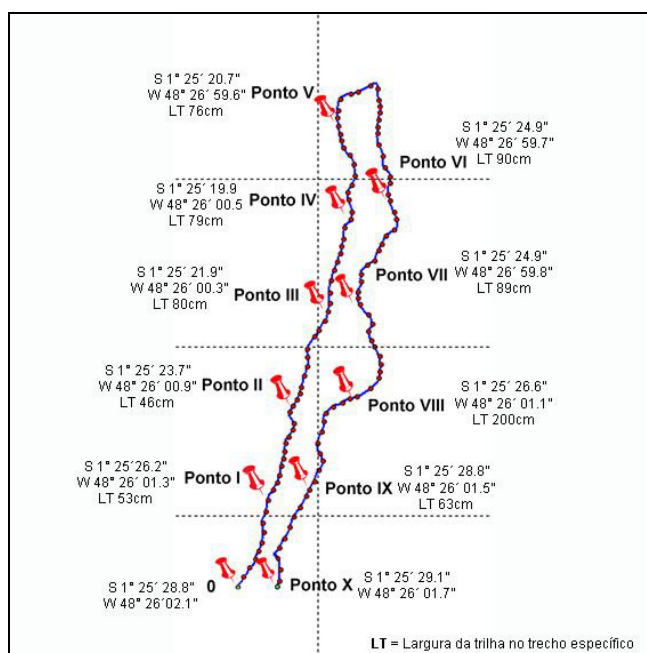 S 1° 25´ 20.7"
W 48° 26´ 59.6"
LT 76cm
Ponto V
S 1° 25´ 24.9"
W 48° 26´ 59.7"
LT 90cm
Ponto VI
S 1° 25´ 19.9
W 48° 26´ 00.5
LT 79cm
Ponto IV
S 1° 25´ 21.9"
W 48° 26´ 00.3"
LT 80cm
Ponto III
Ponto VII
S 1° 25´ 24.9"
W 48° 26´ 59.8"
LT 89cm
S 1° 25´ 23.7"
W 48° 26´ 00.9"
LT 46cm
Ponto II
Ponto VIII
S 1° 25´ 26.6"
W 48° 26´ 01.1"
LT 200cm
S 1° 25´26.2"
W 48° 26´ 01.3"
LT 53cm
Ponto I
Ponto IX
S 1° 25´ 28.8"
W 48° 26´ 01.5"
LT 63cm
S 1° 25´ 28.8"
W 48° 26´02.1"
0
Ponto X
S 1° 25´ 29.1"
W 48° 26´ 01.7"
LT = Largura da trilha no trecho específico